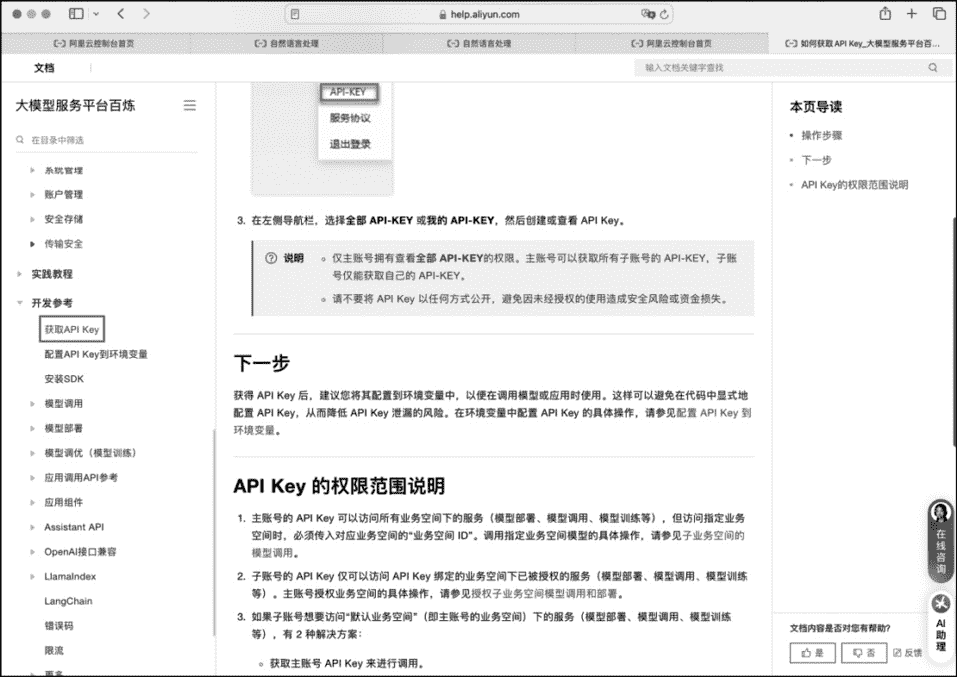 help.aliyun.com
阿里云控制台首页
自然语言处理
自然语言处理
阿里云控制台首页
如何获取API Key_大模型服务平台百...
文档
输入文档关键字查找
大模型服务平台百炼
在目录中筛选
系统管理
账户管理
安全存储
传输安全
实践教程
开发参考
获取API Key
配置API Key到环境变量
安装SDK
模型调用
模型部署
模型调优（模型训练）
应用调用API参考
应用组件
Assistant API
OpenAI接口兼容
LlamaIndex
LangChain
错误码
限流
更多
API-KEY
服务协议
退出登录
3. 在左侧导航栏，选择全部 API-KEY 或我的 API-KEY，然后创建或查看 API Key。
说明
仅主账号拥有查看全部 API-KEY的权限。主账号可以获取所有子账号的 API-KEY，子账
号仅能获取自己的 API-KEY。
请不要将 API Key 以任何方式公开，避免因未经授权的使用造成安全风险或资金损失。
下一步
获得 API Key 后，建议您将其配置到环境变量中，以便在调用模型或应用时使用。这样可以避免在代码中显式地
配置 API Key，从而降低 API Key 泄漏的风险。在环境变量中配置 API Key 的具体操作，请参见配置 API Key 到
环境变量。
API Key 的权限范围说明
1. 主账号的 API Key 可以访问所有业务空间下的服务（模型部署、模型调用、模型训练等），但访问指定业务
空间时，必须传入对应业务空间的“业务空间 ID”。调用指定业务空间模型的具体操作，请参见子业务空间的
模型调用。
2. 子账号的 API Key 仅可以访问 API Key 绑定的业务空间下已被授权的服务（模型部署、模型调用、模型训练
等）。主账号授权业务空间的具体操作，请参见授权子业务空间模型调用和部署。
3. 如果子账号想要访问“默认业务空间”（即主账号的业务空间）下的服务（模型部署、模型调用、模型训练
等），有 2 种解决方案：
获取主账号 API Key 来进行调用。
本页导读
操作步骤
下一步
API Key的权限范围说明
在线咨询
AI助理
文档内容是否对您有帮助？
是
否
反馈